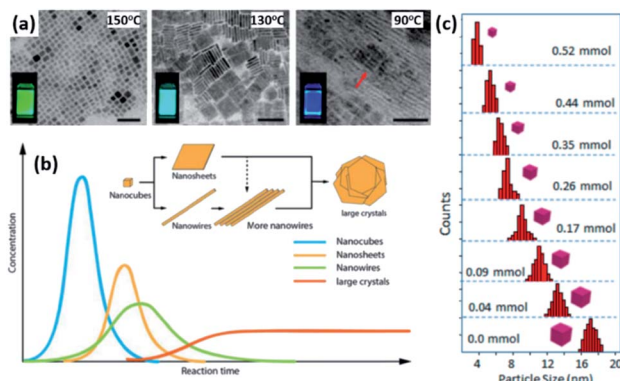 (a)
150°C
130°C
90°C
(b)
Concentration
Nanocubes
Nanosheets
Nanowires
More nanowires
large crystals
Nanocubes
Nanosheets
Nanowires
large crystals
Reaction time
(c)
Counts
0.52 mmol
0.44 mmol
0.35 mmol
0.26 mmol
0.17 mmol
0.09 mmol
0.04 mmol
0.0 mmol
4 8 12 16 20
Particle Size (nm)